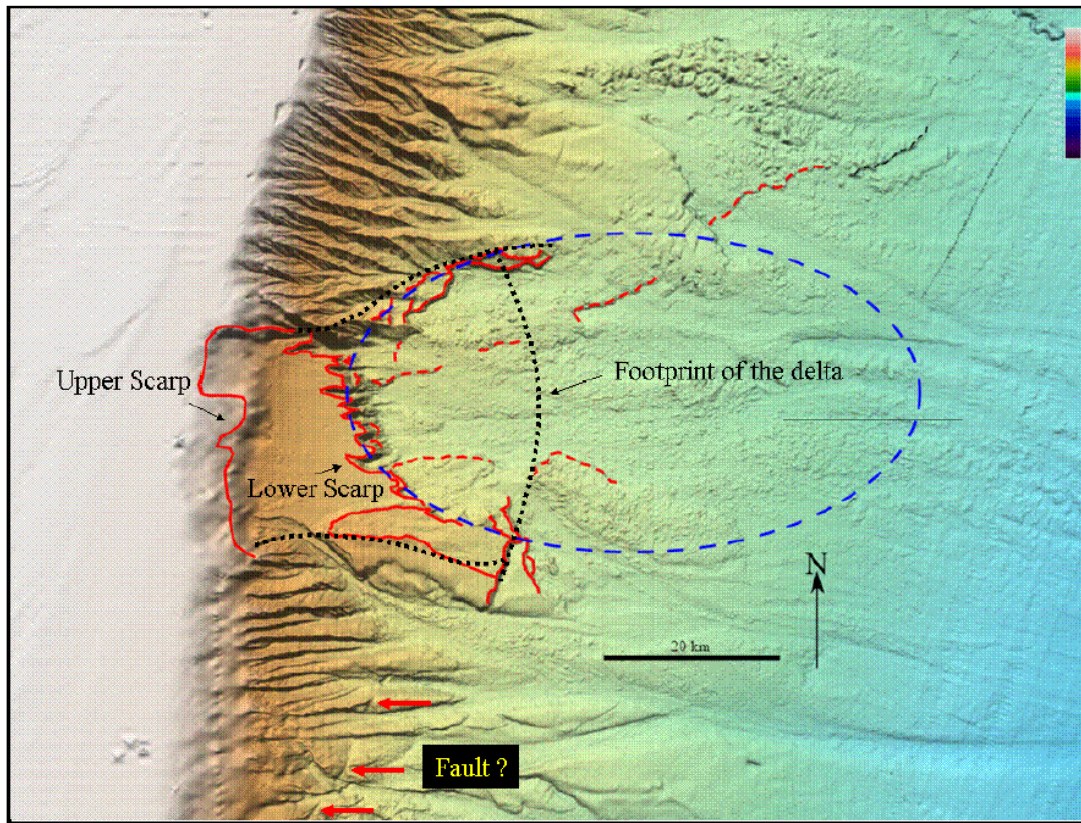 Upper Scarp
Footprint of the delta
Lower Scarp
N
20 km
Fault ?